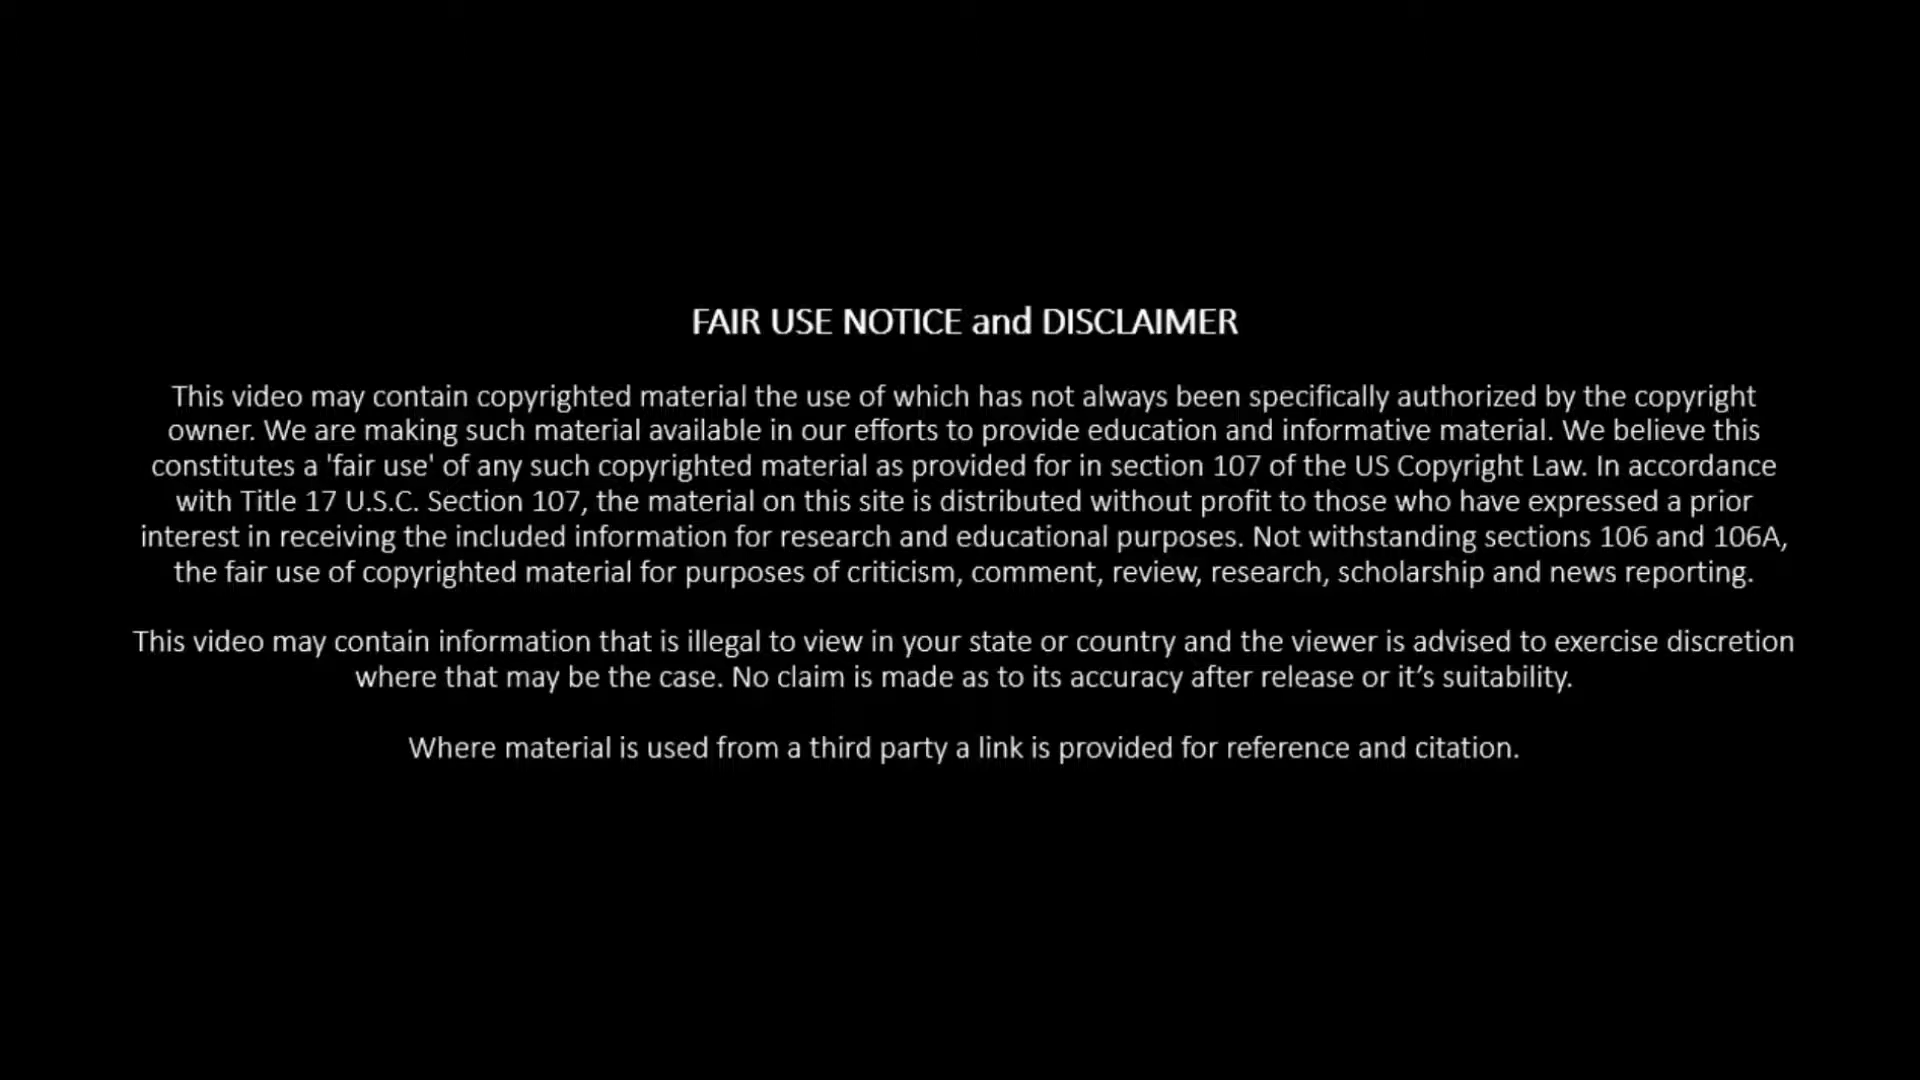 FAIR USE NOTICE and DISCLAIMER
This video may contain copyrighted material the use of which has not always been specifically authorized by the copyright
owner. We are making such material available in our efforts to provide education and informative material. We believe this
constitutes a 'fair use' of any such copyrighted material as provided for in section 107 of the US Copyright Law. In accordance
with Title 17 U.S.C. Section 107, the material on this site is distributed without profit to those who have expressed a prior
interest in receiving the included information for research and educational purposes. Not withstanding sections 106 and 106A,
the fair use of copyrighted material for purposes of criticism, comment, review, research, scholarship and news reporting.
This video may contain information that is illegal to view in your state or country and the viewer is advised to exercise discretion
where that may be the case. No claim is made as to its accuracy after release or it’s suitability.
Where material is used from a third party a link is provided for reference and citation.